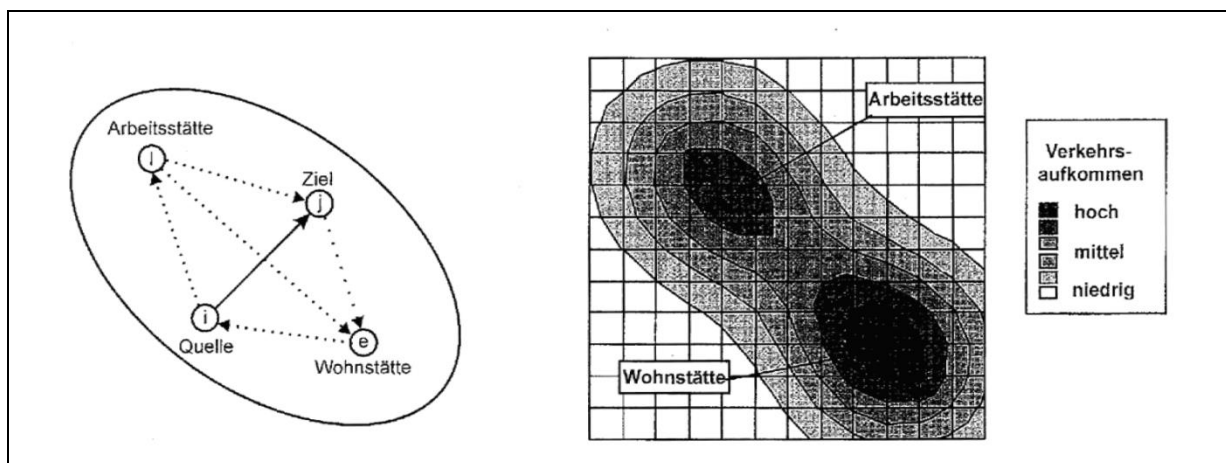 Arbeitsstätte
Ziel
j
i
Quelle
e
Wohnstätte
Arbeitsstätte
Wohnstätte
Verkehrs-
aufkommen
hoch
mittel
niedrig